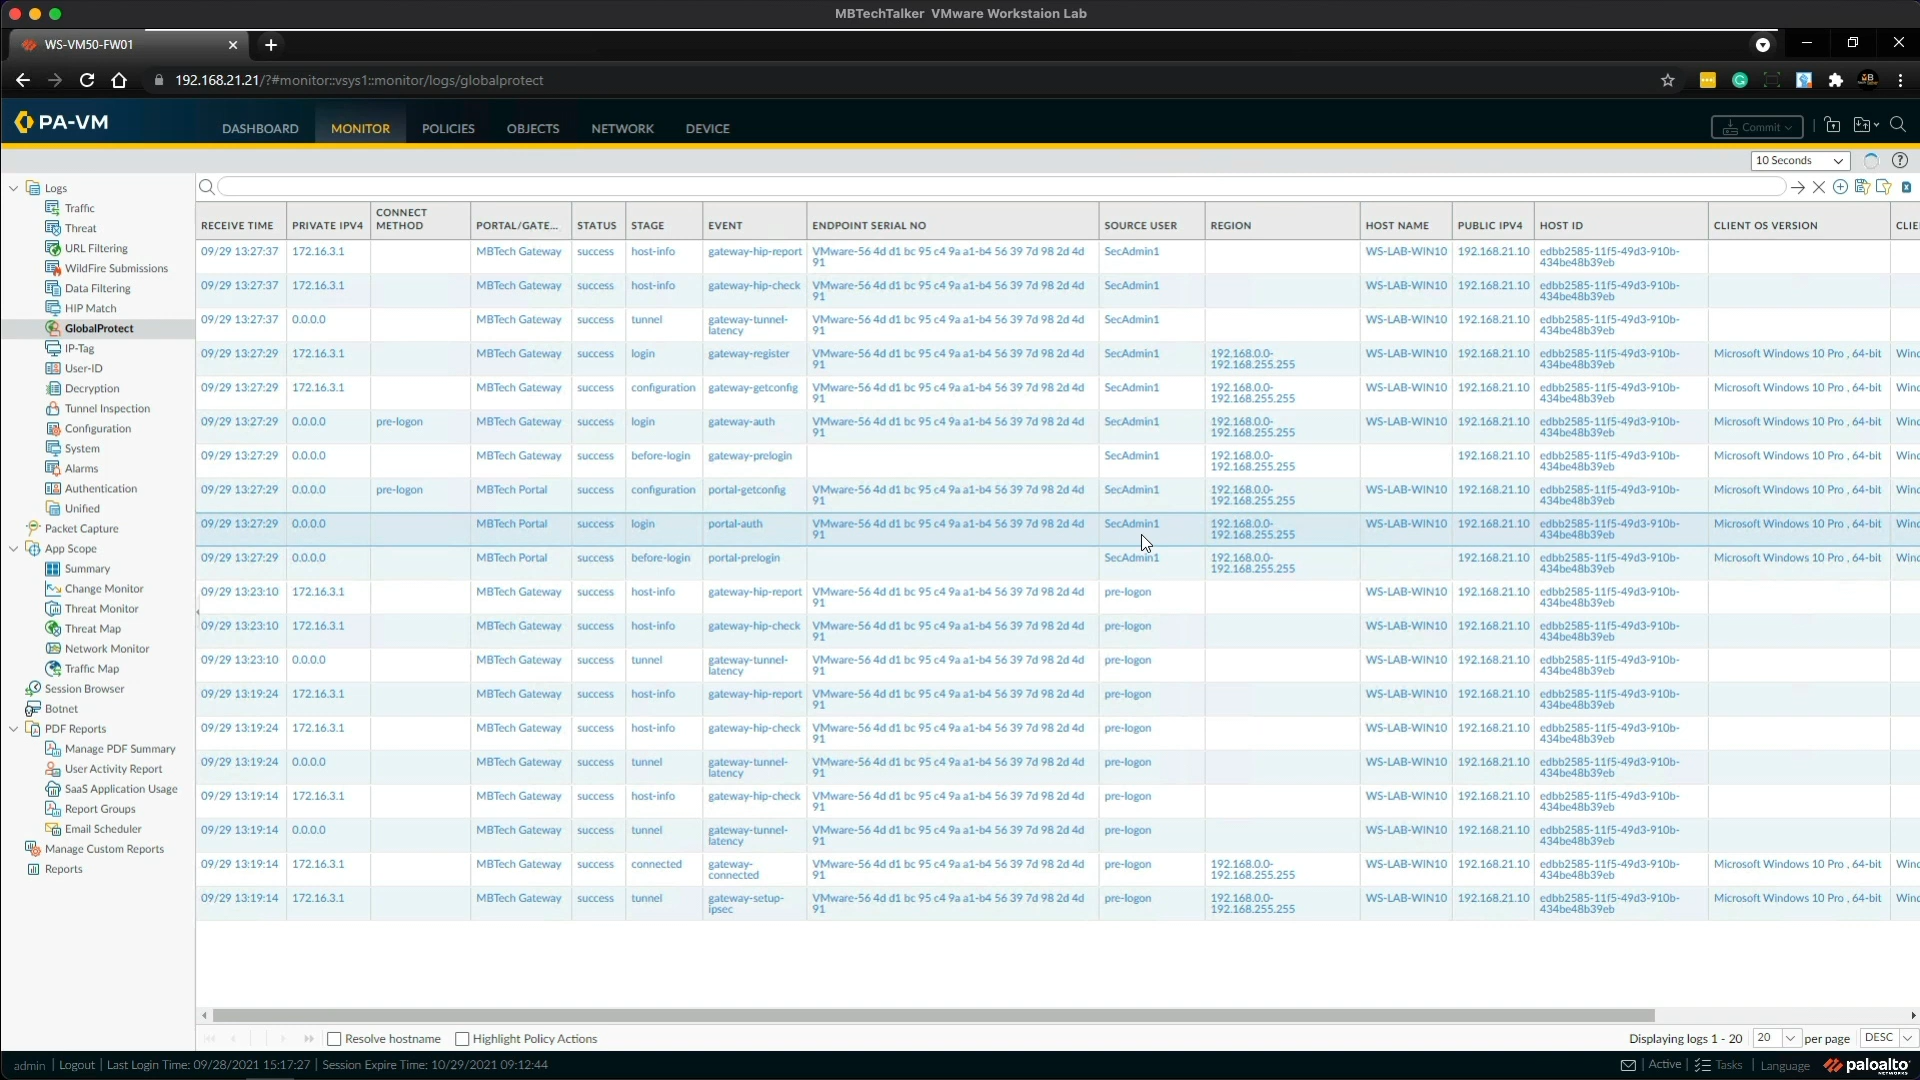 MBTechTalker VMware Workstaion Lab
WS-VM50-FW01
192.168.21.21/?#monitor::vsys1::monitor/logs/globalprotect
PA-VM
DASHBOARD MONITOR POLICIES OBJECTS NETWORK DEVICE
Commit
10 Seconds
Logs
Traffic
Threat
URL Filtering
WildFire Submissions
Data Filtering
HIP Match
GlobalProtect
IP-Tag
User-ID
Decryption
Tunnel Inspection
Configuration
System
Alarms
Authentication
Unified
Packet Capture
App Scope
Summary
Change Monitor
Threat Monitor
Threat Map
Network Monitor
Traffic Map
Session Browser
Botnet
PDF Reports
Manage PDF Summary
User Activity Report
SaaS Application Usage
Report Groups
Email Scheduler
Manage Custom Reports
Reports
RECEIVE TIME PRIVATE IPV4 CONNECT METHOD PORTAL/GATE... STATUS STAGE EVENT ENDPOINT SERIAL NO SOURCE USER REGION HOST NAME PUBLIC IPV4 HOST ID CLIENT OS VERSION CLIE
09/29 13:27:37 172.16.3.1 MBTech Gateway success host-info gateway-hip-report VMware-56 4d d1 bc 95 c4 9a a1-b4 56 39 7d 98 2d 4d 91 SecAdmin1 WS-LAB-WIN10 192.168.21.10 edbb2585-11f5-49d3-910b-434be48b39eb
09/29 13:27:37 172.16.3.1 MBTech Gateway success host-info gateway-hip-check VMware-56 4d d1 bc 95 c4 9a a1-b4 56 39 7d 98 2d 4d 91 SecAdmin1 WS-LAB-WIN10 192.168.21.10 edbb2585-11f5-49d3-910b-434be48b39eb
09/29 13:27:37 0.0.0.0 MBTech Gateway success tunnel gateway-tunnel-latency VMware-56 4d d1 bc 95 c4 9a a1-b4 56 39 7d 98 2d 4d 91 SecAdmin1 WS-LAB-WIN10 192.168.21.10 edbb2585-11f5-49d3-910b-434be48b39eb
09/29 13:27:29 172.16.3.1 MBTech Gateway success login gateway-register VMware-56 4d d1 bc 95 c4 9a a1-b4 56 39 7d 98 2d 4d 91 SecAdmin1 192.168.0.0-192.168.255.255 WS-LAB-WIN10 192.168.21.10 edbb2585-11f5-49d3-910b-434be48b39eb Microsoft Windows 10 Pro , 64-bit Winc
09/29 13:27:29 172.16.3.1 MBTech Gateway success configuration gateway-getconfig VMware-56 4d d1 bc 95 c4 9a a1-b4 56 39 7d 98 2d 4d 91 SecAdmin1 192.168.0.0-192.168.255.255 WS-LAB-WIN10 192.168.21.10 edbb2585-11f5-49d3-910b-434be48b39eb Microsoft Windows 10 Pro , 64-bit Winc
09/29 13:27:29 0.0.0.0 pre-logon MBTech Gateway success login gateway-auth VMware-56 4d d1 bc 95 c4 9a a1-b4 56 39 7d 98 2d 4d 91 SecAdmin1 192.168.0.0-192.168.255.255 WS-LAB-WIN10 192.168.21.10 edbb2585-11f5-49d3-910b-434be48b39eb Microsoft Windows 10 Pro , 64-bit Winc
09/29 13:27:29 0.0.0.0 MBTech Gateway success before-login gateway-prelogin SecAdmin1 192.168.0.0-192.168.255.255 192.168.21.10 edbb2585-11f5-49d3-910b-434be48b39eb Microsoft Windows 10 Pro , 64-bit Winc
09/29 13:27:29 0.0.0.0 pre-logon MBTech Portal success configuration portal-getconfig VMware-56 4d d1 bc 95 c4 9a a1-b4 56 39 7d 98 2d 4d 91 SecAdmin1 192.168.0.0-192.168.255.255 WS-LAB-WIN10 192.168.21.10 edbb2585-11f5-49d3-910b-434be48b39eb Microsoft Windows 10 Pro , 64-bit Winc
09/29 13:27:29 0.0.0.0 MBTech Portal success login portal-auth VMware-56 4d d1 bc 95 c4 9a a1-b4 56 39 7d 98 2d 4d 91 SecAdmin1 192.168.0.0-192.168.255.255 WS-LAB-WIN10 192.168.21.10 edbb2585-11f5-49d3-910b-434be48b39eb Microsoft Windows 10 Pro , 64-bit Winc
09/29 13:27:29 0.0.0.0 MBTech Portal success before-login portal-prelogin SecAdmin1 192.168.0.0-192.168.255.255 192.168.21.10 edbb2585-11f5-49d3-910b-434be48b39eb Microsoft Windows 10 Pro , 64-bit Winc
09/29 13:23:10 172.16.3.1 MBTech Gateway success host-info gateway-hip-report VMware-56 4d d1 bc 95 c4 9a a1-b4 56 39 7d 98 2d 4d 91 pre-logon WS-LAB-WIN10 192.168.21.10 edbb2585-11f5-49d3-910b-434be48b39eb
09/29 13:23:10 172.16.3.1 MBTech Gateway success host-info gateway-hip-check VMware-56 4d d1 bc 95 c4 9a a1-b4 56 39 7d 98 2d 4d 91 pre-logon WS-LAB-WIN10 192.168.21.10 edbb2585-11f5-49d3-910b-434be48b39eb
09/29 13:23:10 0.0.0.0 MBTech Gateway success tunnel gateway-tunnel-latency VMware-56 4d d1 bc 95 c4 9a a1-b4 56 39 7d 98 2d 4d 91 pre-logon WS-LAB-WIN10 192.168.21.10 edbb2585-11f5-49d3-910b-434be48b39eb
09/29 13:19:24 172.16.3.1 MBTech Gateway success host-info gateway-hip-report VMware-56 4d d1 bc 95 c4 9a a1-b4 56 39 7d 98 2d 4d 91 pre-logon WS-LAB-WIN10 192.168.21.10 edbb2585-11f5-49d3-910b-434be48b39eb
09/29 13:19:24 172.16.3.1 MBTech Gateway success host-info gateway-hip-check VMware-56 4d d1 bc 95 c4 9a a1-b4 56 39 7d 98 2d 4d 91 pre-logon WS-LAB-WIN10 192.168.21.10 edbb2585-11f5-49d3-910b-434be48b39eb
09/29 13:19:24 0.0.0.0 MBTech Gateway success tunnel gateway-tunnel-latency VMware-56 4d d1 bc 95 c4 9a a1-b4 56 39 7d 98 2d 4d 91 pre-logon WS-LAB-WIN10 192.168.21.10 edbb2585-11f5-49d3-910b-434be48b39eb
09/29 13:19:14 172.16.3.1 MBTech Gateway success host-info gateway-hip-check VMware-56 4d d1 bc 95 c4 9a a1-b4 56 39 7d 98 2d 4d 91 pre-logon WS-LAB-WIN10 192.168.21.10 edbb2585-11f5-49d3-910b-434be48b39eb
09/29 13:19:14 0.0.0.0 MBTech Gateway success tunnel gateway-tunnel-latency VMware-56 4d d1 bc 95 c4 9a a1-b4 56 39 7d 98 2d 4d 91 pre-logon WS-LAB-WIN10 192.168.21.10 edbb2585-11f5-49d3-910b-434be48b39eb
09/29 13:19:14 172.16.3.1 MBTech Gateway success connected gateway-connected VMware-56 4d d1 bc 95 c4 9a a1-b4 56 39 7d 98 2d 4d 91 pre-logon 192.168.0.0-192.168.255.255 WS-LAB-WIN10 192.168.21.10 edbb2585-11f5-49d3-910b-434be48b39eb Microsoft Windows 10 Pro , 64-bit Winc
09/29 13:19:14 172.16.3.1 MBTech Gateway success tunnel gateway-setup-ipsec VMware-56 4d d1 bc 95 c4 9a a1-b4 56 39 7d 98 2d 4d 91 pre-logon 192.168.0.0-192.168.255.255 WS-LAB-WIN10 192.168.21.10 edbb2585-11f5-49d3-910b-434be48b39eb Microsoft Windows 10 Pro , 64-bit Winc
Resolve hostname Highlight Policy Actions Displaying logs 1 - 20 20 per page DESC
admin | Logout | Last Login Time: 09/28/2021 15:17:27 | Session Expire Time: 10/29/2021 09:12:44 | Active | Tasks | Language paloalto NETWORKS